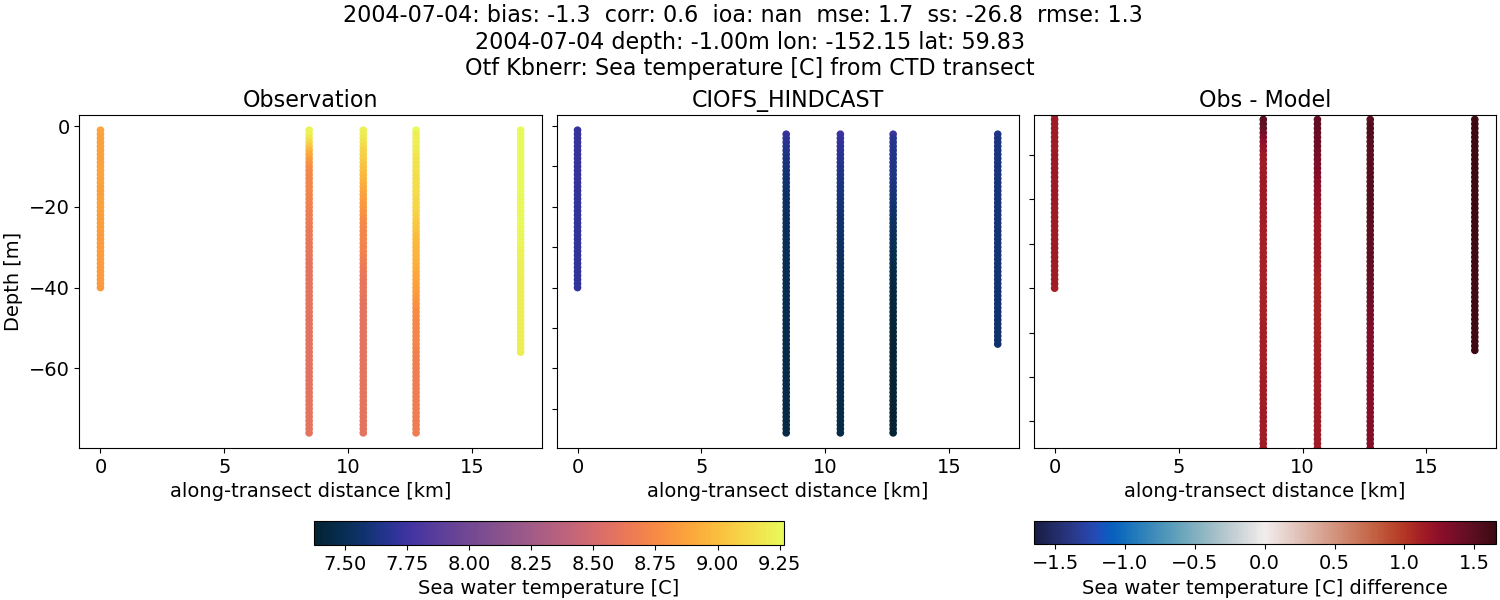 2004-07-04: bias: -1.3  corr: 0.6  ioa: nan  mse: 1.7  ss: -26.8  rmse: 1.3
2004-07-04 depth: -1.00m lon: -152.15 lat: 59.83
Otf Kbnerr: Sea temperature [C] from CTD transect
Observation
CIOFS_HINDCAST
Obs - Model
Depth [m]
0
−20
−40
−60
0 5 10 15
0 5 10 15
0 5 10 15
along-transect distance [km]
along-transect distance [km]
along-transect distance [km]
7.50 7.75 8.00 8.25 8.50 8.75 9.00 9.25
Sea water temperature [C]
−1.5 −1.0 −0.5 0.0 0.5 1.0 1.5
Sea water temperature [C] difference